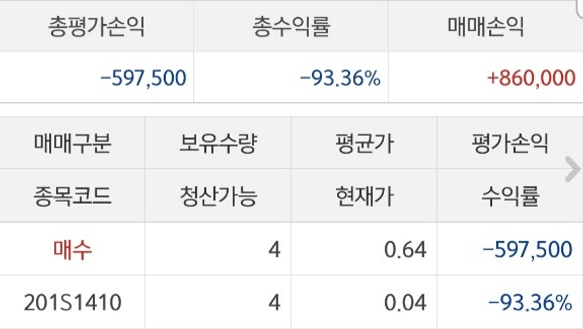 총평가손익 총수익률 매매손익
-597,500 -93.36% +860,000
매매구분 보유수량 평균가 평가손익
종목코드 청산가능 현재가 수익률
매수 4 0.64 -597,500
201S1410 4 0.04 -93.36%